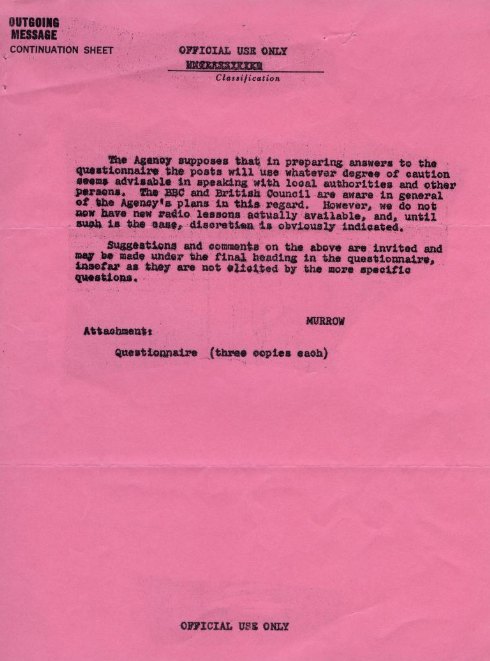 OUTGOING
MESSAGE
CONTINUATION SHEET
OFFICIAL USE ONLY
Classification
The Agency supposes that in preparing answers to the
questionnaire the posts will use whatever degree of caution
seems advisable in speaking with local authorities and other
persons. The BBC and British Council are aware in general
of the Agency's plans in this regard. However, we do not
now have new radio lessons actually available, and, until
such is the case, discretion is obviously indicated.
Suggestions and comments on the above are invited and
may be made under the final heading in the questionnaire,
insofar as they are not elicited by the more specific
questions.
MURROW
Attachment:
Questionnaire (three copies each)
OFFICIAL USE ONLY